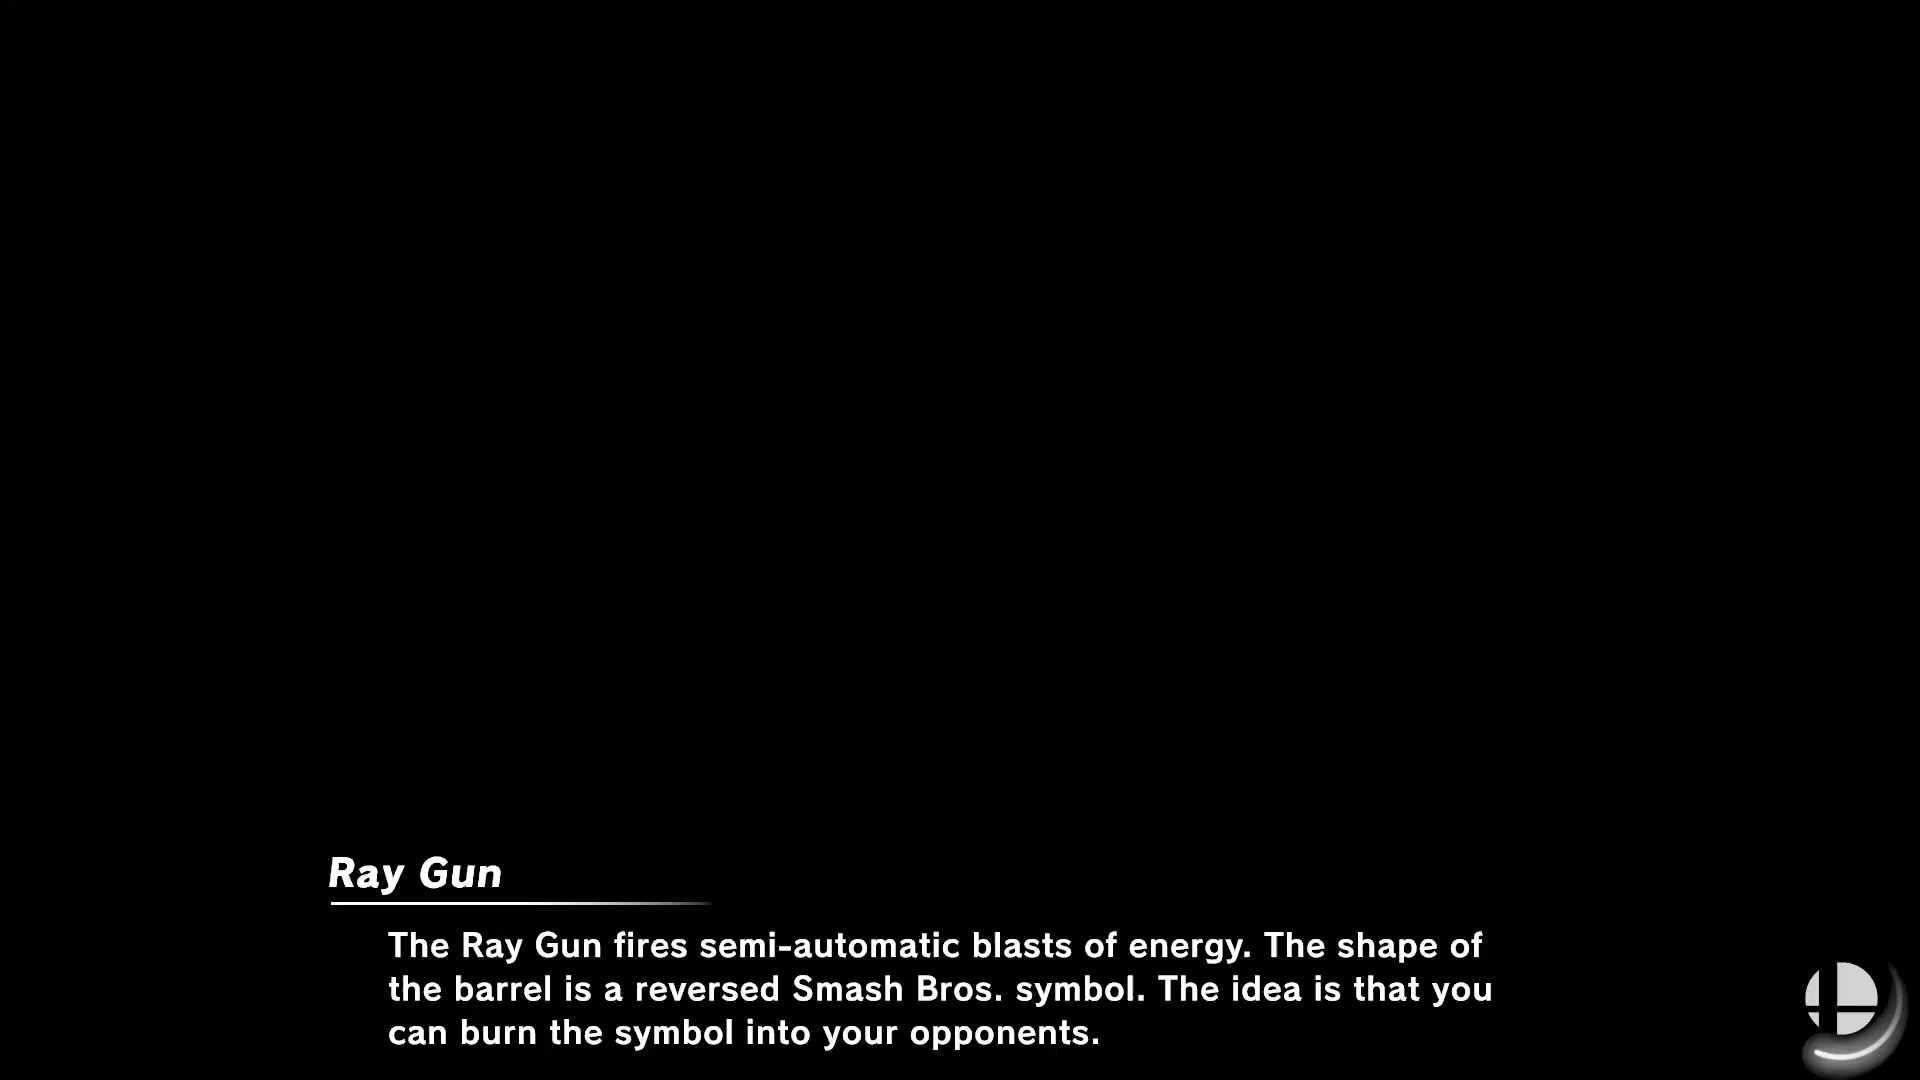 Ray Gun
The Ray Gun fires semi-automatic blasts of energy. The shape of
the barrel is a reversed Smash Bros. symbol. The idea is that you
can burn the symbol into your opponents.